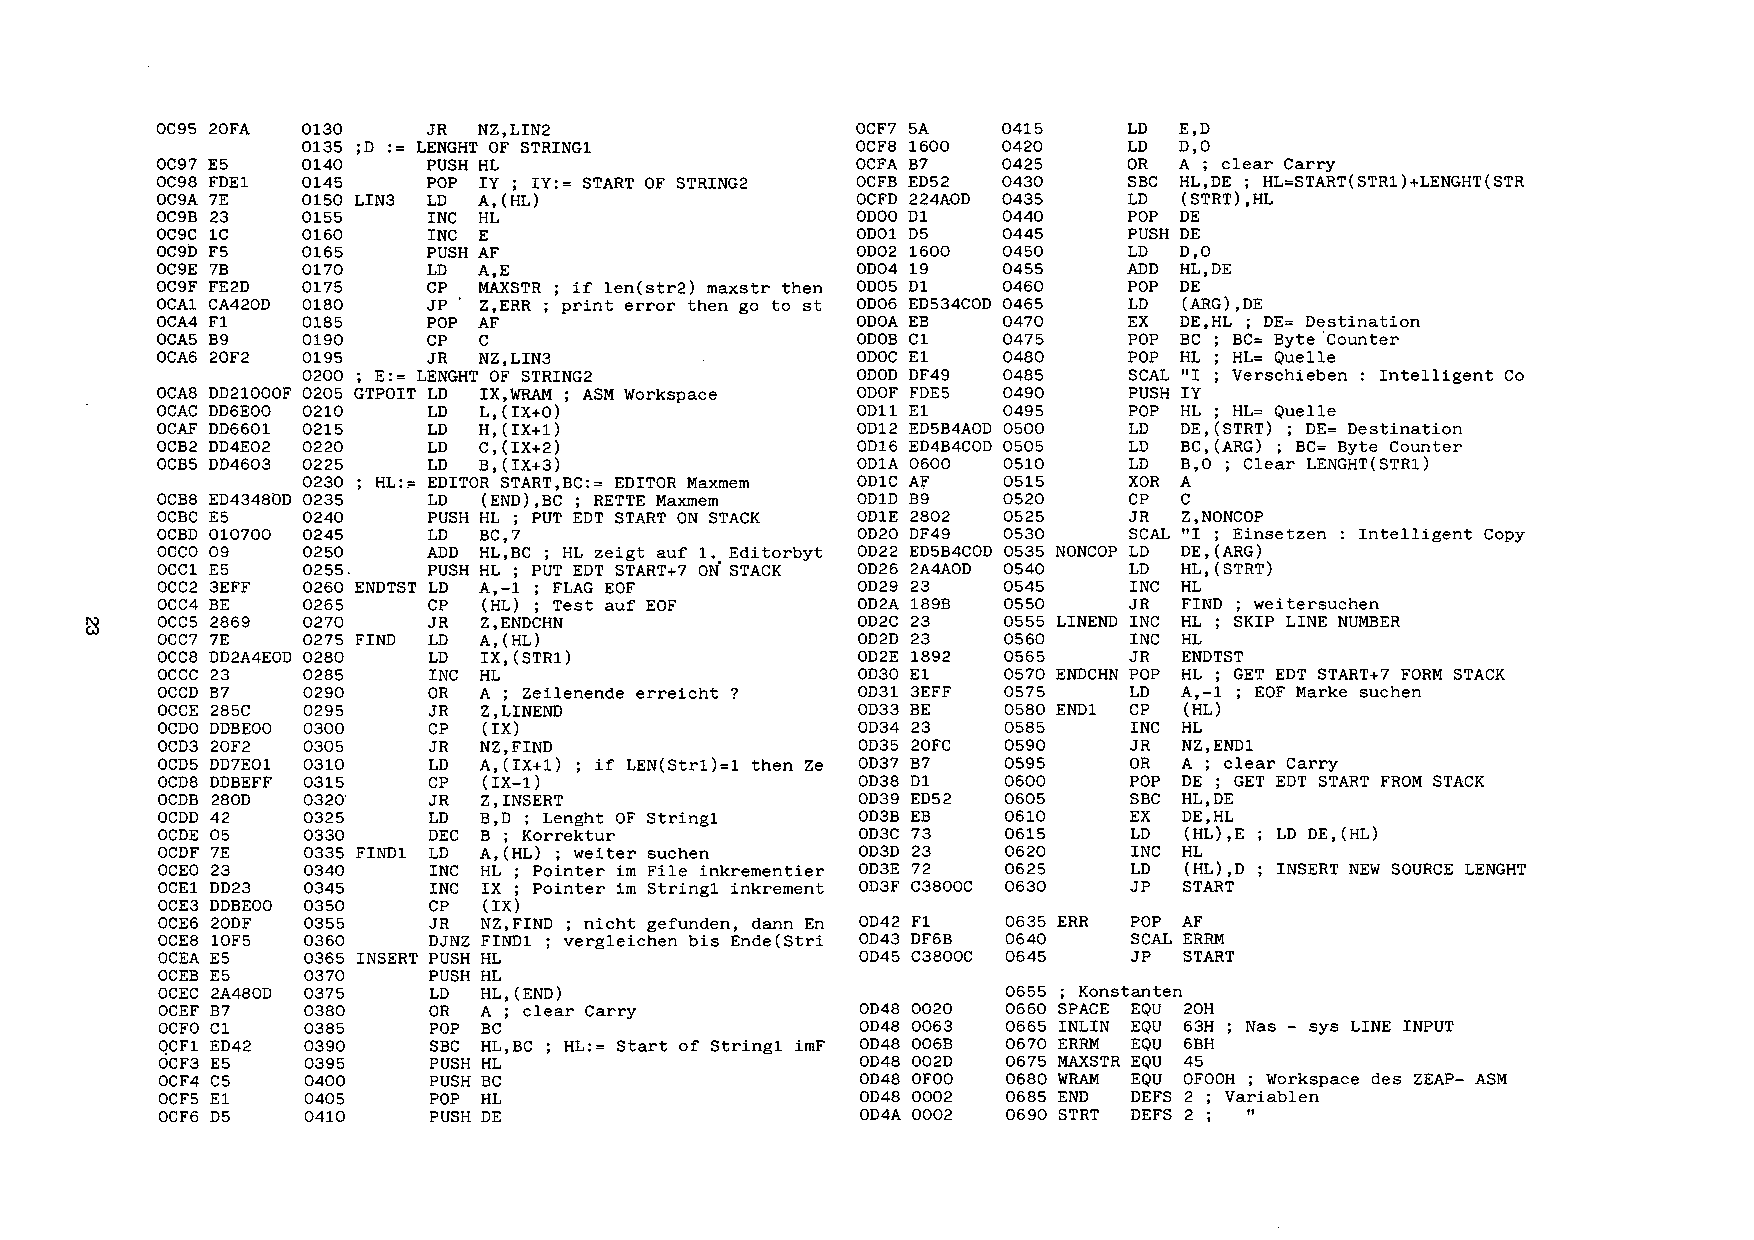 0C95 20FA     0130        JR   NZ,LIN2
              0135 ;D := LENGHT OF STRING1
0C97 E5       0140        PUSH HL
0C98 FDE1     0145        POP  IY ; IY:= START OF STRING2
0C9A 7E       0150 LIN3   LD   A,(HL)
0C9B 23       0155        INC  HL
0C9C 1C       0160        INC  E
0C9D F5       0165        PUSH AF
0C9E 7B       0170        LD   A,E
0C9F FE2D     0175        CP   MAXSTR ; if len(str2) maxstr then
0CA1 CA420D   0180        JP   Z,ERR ; print error then go to st
0CA4 F1       0185        POP  AF
0CA5 B9       0190        CP   C
0CA6 20F2     0195        JR   NZ,LIN3
              0200 ; E:= LENGHT OF STRING2
0CA8 DD21000F 0205 GTPOIT LD   IX,WRAM ; ASM Workspace
0CAC DD6E00   0210        LD   L,(IX+0)
0CAF DD6601   0215        LD   H,(IX+1)
0CB2 DD4E02   0220        LD   C,(IX+2)
0CB5 DD4603   0225        LD   B,(IX+3)
              0230 ; HL:= EDITOR START,BC:= EDITOR Maxmem
0CB8 ED43480D 0235        LD   (END),BC ; RETTE Maxmem
0CBC E5       0240        PUSH HL ; PUT EDT START ON STACK
0CBD 010700   0245        LD   BC,7
0CC0 09       0250        ADD  HL,BC ; HL zeigt auf 1. Editorbyt
0CC1 E5       0255        PUSH HL ; PUT EDT START+7 ON STACK
0CC2 3EFF     0260 ENDTST LD   A,-1 ; FLAG EOF
0CC4 BE       0265        CP   (HL) ; Test auf EOF
0CC5 2869     0270        JR   Z,ENDCHN
0CC7 7E       0275 FIND   LD   A,(HL)
0CC8 DD2A4E0D 0280        LD   IX,(STR1)
0CCC 23       0285        INC  HL
0CCD B7       0290        OR   A ; Zeilenende erreicht ?
0CCE 285C     0295        JR   Z,LINEND
0CD0 DDBE00   0300        CP   (IX)
0CD3 20F2     0305        JR   NZ,FIND
0CD5 DD7E01   0310        LD   A,(IX+1) ; if LEN(Str1)=1 then Ze
0CD8 DDBEFF   0315        CP   (IX-1)
0CDB 280D     0320        JR   Z,INSERT
0CDD 42       0325        LD   B,D ; Lenght OF String1
0CDE 05       0330        DEC  B ; Korrektur
0CDF 7E       0335 FIND1  LD   A,(HL) ; weiter suchen
0CE0 23       0340        INC  HL ; Pointer im File inkrementier
0CE1 DD23     0345        INC  IX ; Pointer im String1 inkrement
0CE3 DDBE00   0350        CP   (IX)
0CE6 20DF     0355        JR   NZ,FIND ; nicht gefunden, dann En
0CE8 10F5     0360        DJNZ FIND1 ; vergleichen bis Ende(Stri
0CEA E5       0365 INSERT PUSH HL
0CEB E5       0370        PUSH HL
0CEC 2A480D   0375        LD   HL,(END)
0CEF B7       0380        OR   A ; clear Carry
0CF0 C1       0385        POP  BC
0CF1 ED42     0390        SBC  HL,BC ; HL:= Start of String1 imF
0CF3 E5       0395        PUSH HL
0CF4 C5       0400        PUSH BC
0CF5 E1       0405        POP  HL
0CF6 D5       0410        PUSH DE
0CF7 5A       0415        LD   E,D
0CF8 1600     0420        LD   D,0
0CFA B7       0425        OR   A ; clear Carry
0CFB ED52     0430        SBC  HL,DE ; HL=START(STR1)+LENGHT(STR
0CFD 224A0D   0435        LD   (STRT),HL
0D00 D1       0440        POP  DE
0D01 D5       0445        PUSH DE
0D02 1600     0450        LD   D,0
0D04 19       0455        ADD  HL,DE
0D05 D1       0460        POP  DE
0D06 ED534C0D 0465        LD   (ARG),DE
0D0A EB       0470        EX   DE,HL ; DE= Destination
0D0B C1       0475        POP  BC ; BC= Byte Counter
0D0C E1       0480        POP  HL ; HL= Quelle
0D0D DF49     0485        SCAL "I ; Verschieben : Intelligent Co
0D0F FDE5     0490        PUSH IY
0D11 E1       0495        POP  HL ; HL= Quelle
0D12 ED5B4A0D 0500        LD   DE,(STRT) ; DE= Destination
0D16 ED4B4C0D 0505        LD   BC,(ARG) ; BC= Byte Counter
0D1A 0600     0510        LD   B,0 ; Clear LENGHT(STR1)
0D1C AF       0515        XOR  A
0D1D B9       0520        CP   C
0D1E 2802     0525        JR   Z,NONCOP
0D20 DF49     0530        SCAL "I ; Einsetzen : Intelligent Copy
0D22 ED5B4C0D 0535 NONCOP LD   DE,(ARG)
0D26 2A4A0D   0540        LD   HL,(STRT)
0D29 23       0545        INC  HL
0D2A 189B     0550        JR   FIND ; weitersuchen
0D2C 23       0555 LINEND INC  HL ; SKIP LINE NUMBER
0D2D 23       0560        INC  HL
0D2E 1892     0565        JR   ENDTST
0D30 E1       0570 ENDCHN POP  HL ; GET EDT START+7 FORM STACK
0D31 3EFF     0575        LD   A,-1 ; EOF Marke suchen
0D33 BE       0580 END1   CP   (HL)
0D34 23       0585        INC  HL
0D35 20FC     0590        JR   NZ,END1
0D37 B7       0595        OR   A ; clear Carry
0D38 D1       0600        POP  DE ; GET EDT START FROM STACK
0D39 ED52     0605        SBC  HL,DE
0D3B EB       0610        EX   DE,HL
0D3C 73       0615        LD   (HL),E ; LD DE,(HL)
0D3D 23       0620        INC  HL
0D3E 72       0625        LD   (HL),D ; INSERT NEW SOURCE LENGHT
0D3F C3800C   0630        JP   START
0D42 F1       0635 ERR    POP  AF
0D43 DF6B     0640        SCAL ERRM
0D45 C3800C   0645        JP   START
              0655 ; Konstanten
0D48 0020     0660 SPACE  EQU  20H
0D48 0063     0665 INLIN  EQU  63H ; Nas - sys LINE INPUT
0D48 006B     0670 ERRM   EQU  6BH
0D48 002D     0675 MAXSTR EQU  45
0D48 0F00     0680 WRAM   EQU  0F00H ; Workspace des ZEAP- ASM
0D48 0002     0685 END    DEFS 2 ; Variablen
0D4A 0002     0690 STRT   DEFS 2 ;   "
23